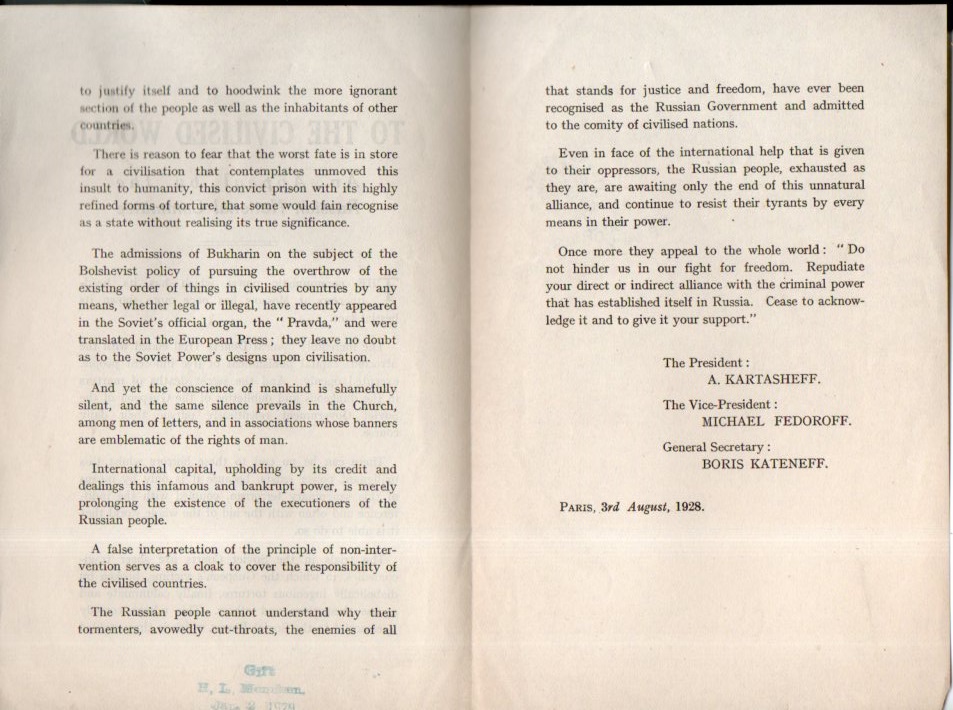 to justify itself and to hoodwink the more ignorant
section of the people as well as the inhabitants of other
countries.
There is reason to fear that the worst fate is in store
for a civilisation that contemplates unmoved this
insult to humanity, this convict prison with its highly
refined forms of torture, that some would fain recognise
as a state without realising its true significance.
The admissions of Bukharin on the subject of the
Bolshevist policy of pursuing the overthrow of the
existing order of things in civilised countries by any
means, whether legal or illegal, have recently appeared
in the Soviet's official organ, the “ Pravda,” and were
translated in the European Press ; they leave no doubt
as to the Soviet Power's designs upon civilisation.
And yet the conscience of mankind is shamefully
silent, and the same silence prevails in the Church,
among men of letters, and in associations whose banners
are emblematic of the rights of man.
International capital, upholding by its credit and
dealings this infamous and bankrupt power, is merely
prolonging the existence of the executioners of the
Russian people.
A false interpretation of the principle of non-inter-
vention serves as a cloak to cover the responsibility of
the civilised countries.
The Russian people cannot understand why their
tormenters, avowedly cut-throats, the enemies of all
Gift
H. L.
that stands for justice and freedom, have ever been
recognised as the Russian Government and admitted
to the comity of civilised nations.
Even in face of the international help that is given
to their oppressors, the Russian people, exhausted as
they are, are awaiting only the end of this unnatural
alliance, and continue to resist their tyrants by every
means in their power.
Once more they appeal to the whole world : “ Do
not hinder us in our fight for freedom. Repudiate
your direct or indirect alliance with the criminal power
that has established itself in Russia. Cease to acknow-
ledge it and to give it your support.”
The President :
A. KARTASHEFF.
The Vice-President :
MICHAEL FEDOROFF.
General Secretary :
BORIS KATENEFF.
PARIS, 3rd August, 1928.